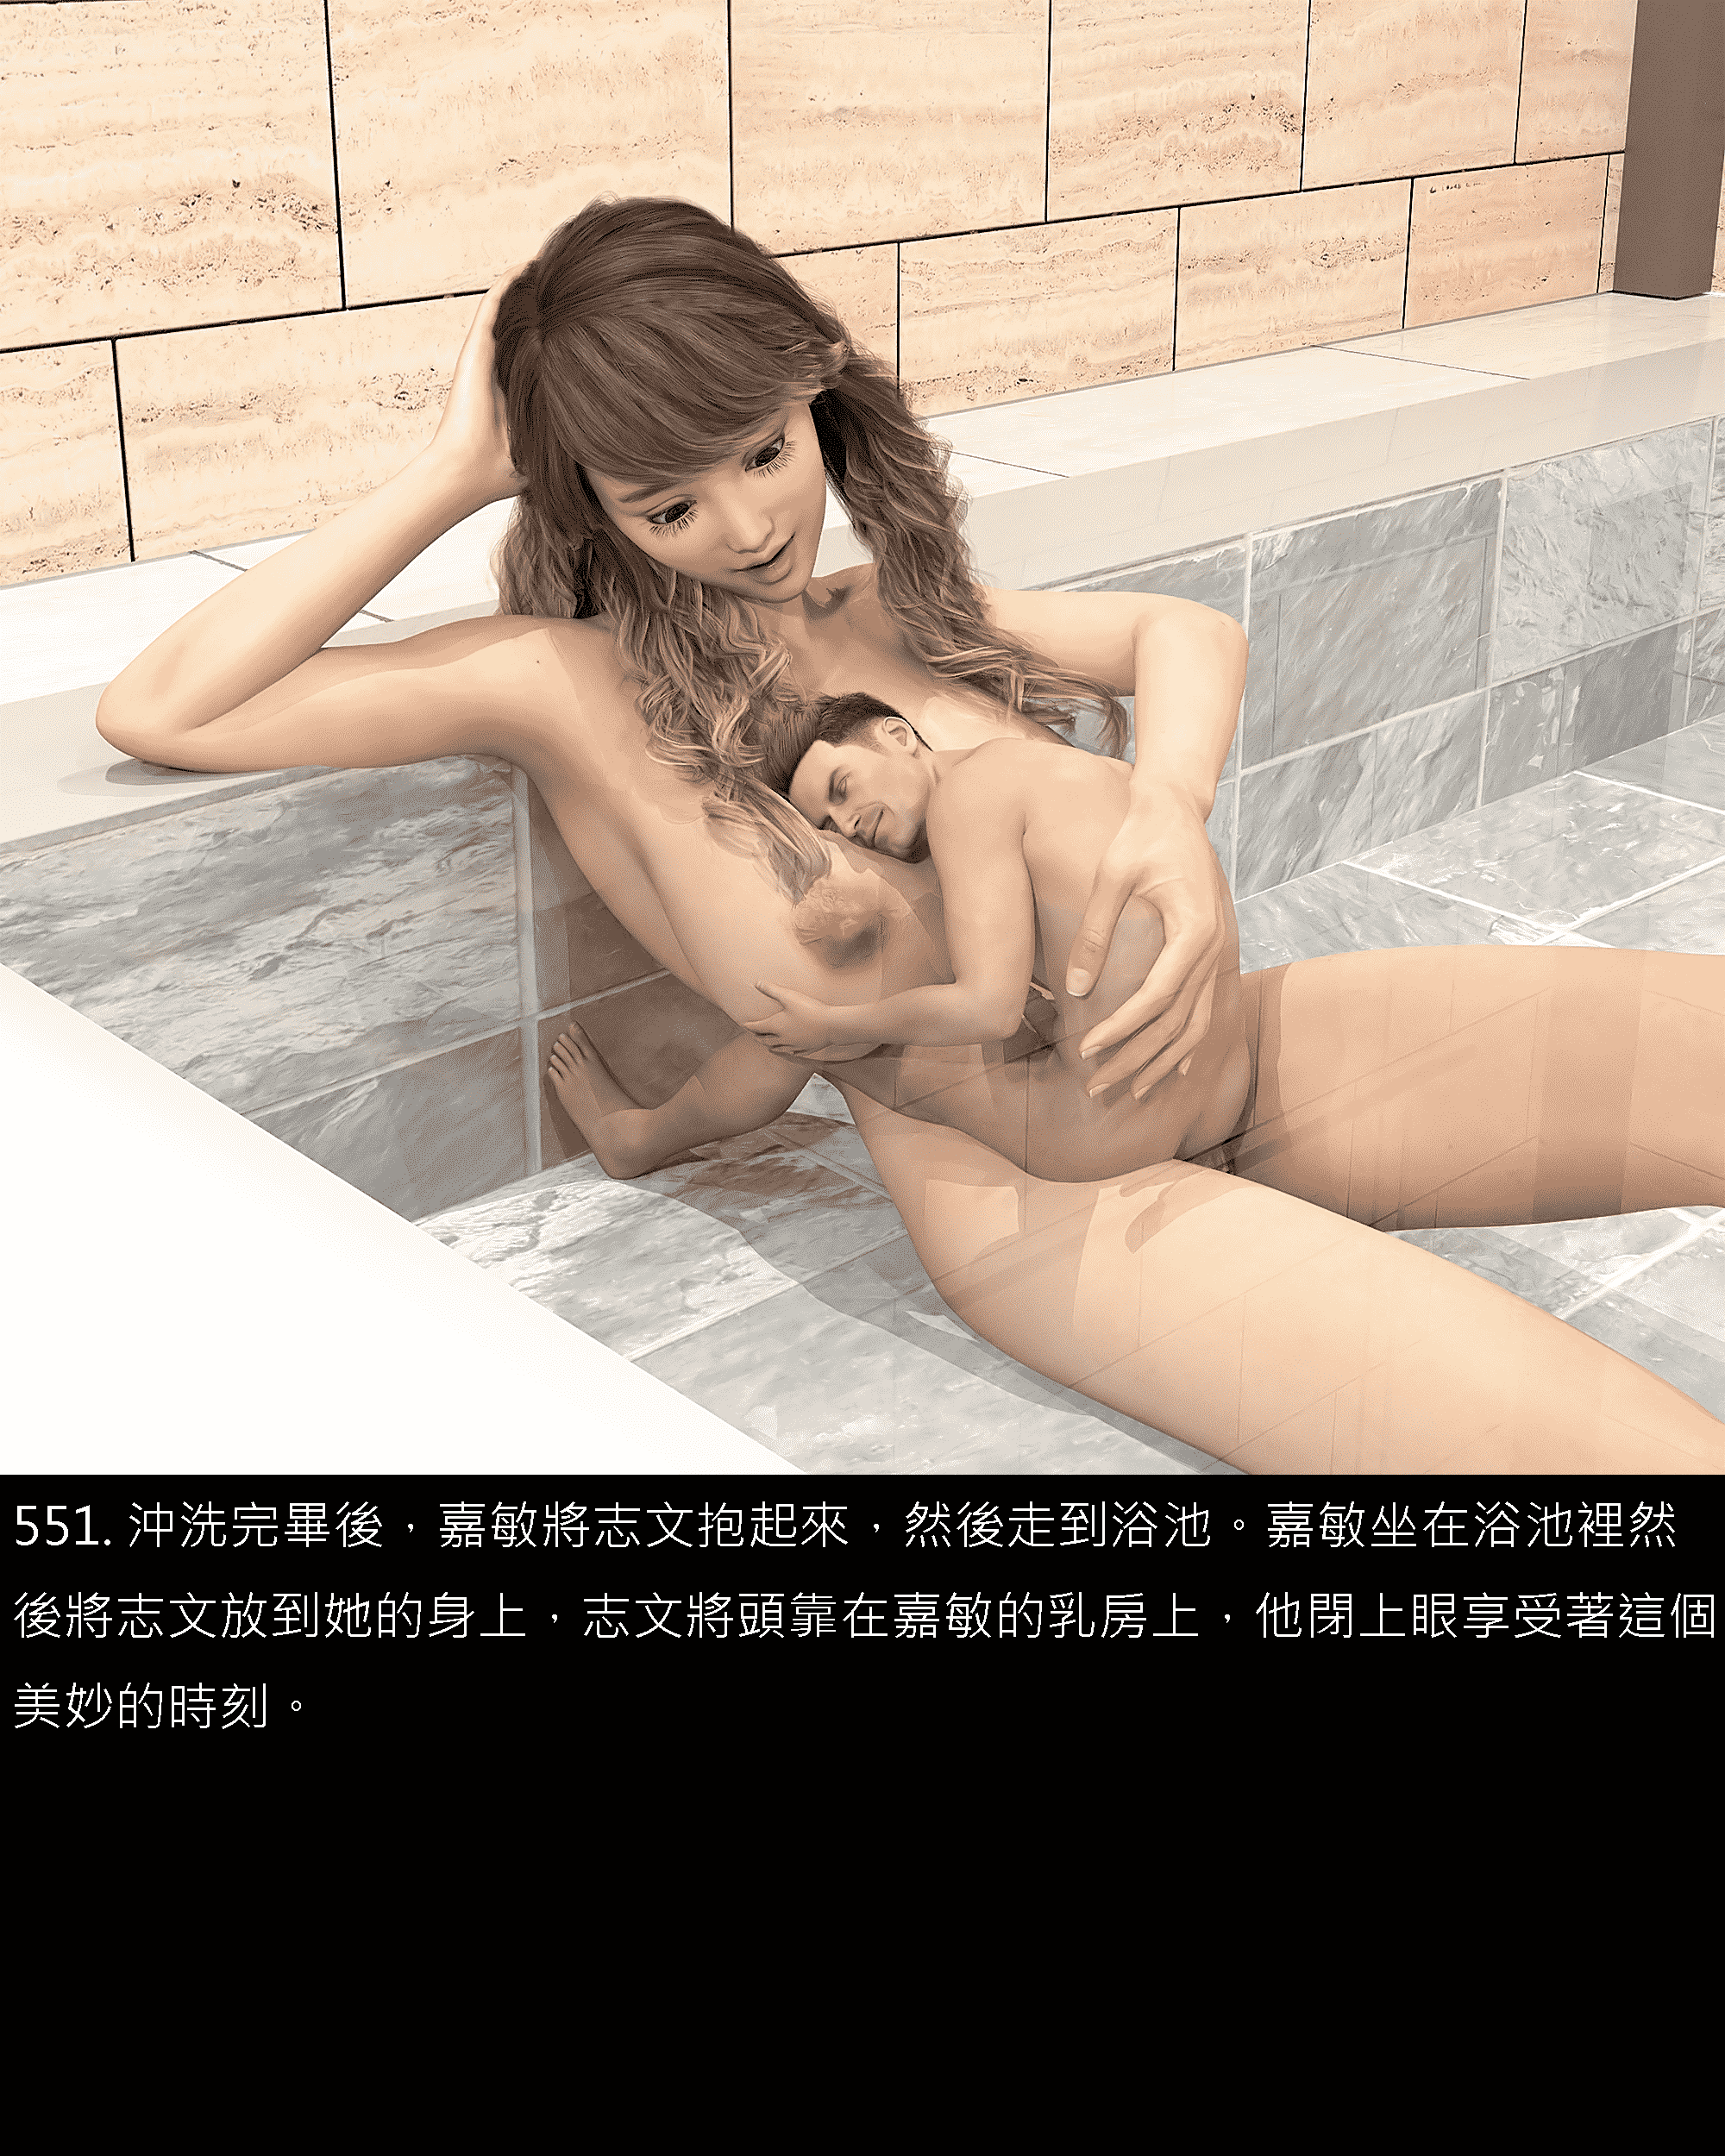 551. 沖洗完畢後，嘉敏將志文抱起來，然後走到浴池。嘉敏坐在浴池裡然
後將志文放到她的身上，志文將頭靠在嘉敏的乳房上，他閉上眼享受著這個
美妙的時刻。